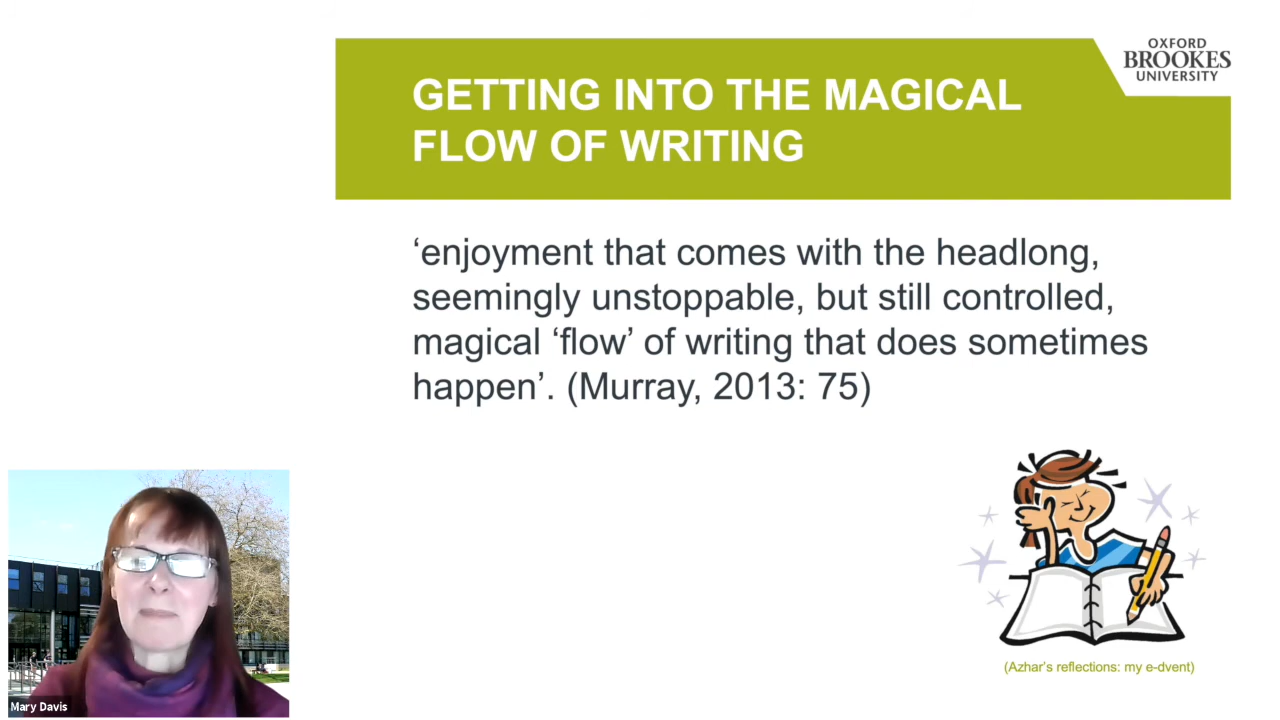 OXFORD
BROOKES
UNIVERSITY
GETTING INTO THE MAGICAL
FLOW OF WRITING
‘enjoyment that comes with the headlong,
seemingly unstoppable, but still controlled,
magical ‘flow’ of writing that does sometimes
happen’. (Murray, 2013: 75)
(Azhar’s reflections: my e-dvent)
Mary Davis